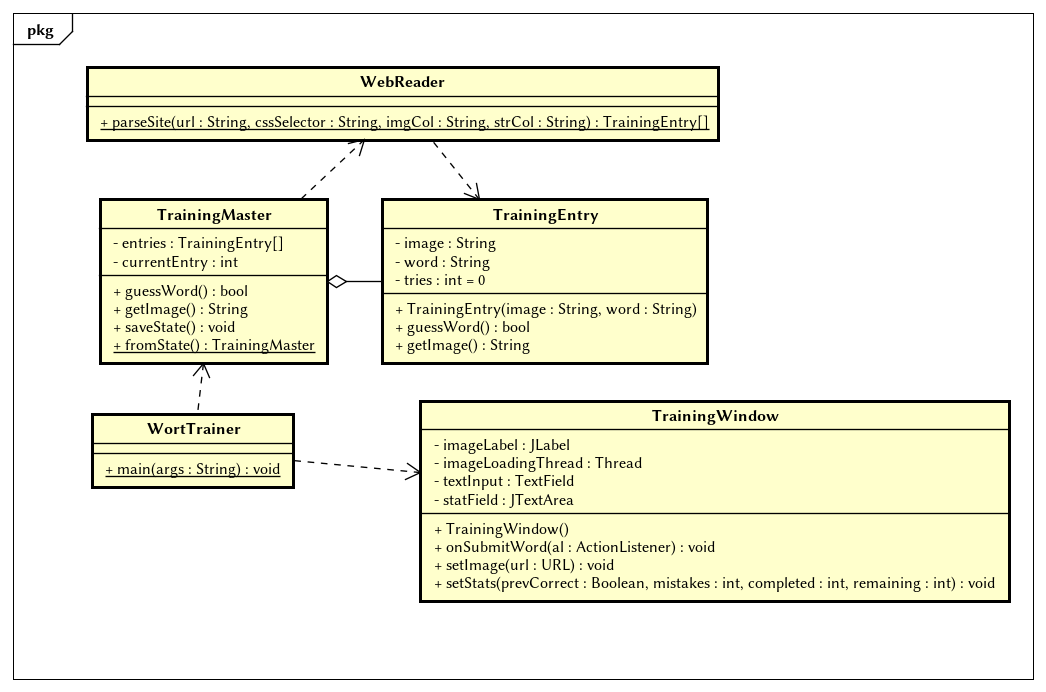 pkg
WebReader
+ parseSite(url : String, cssSelector : String, imgCol : String, strCol : String) : TrainingEntry[]
TrainingMaster
- entries : TrainingEntry[]
- currentEntry : int
+ guessWord() : bool
+ getImage() : String
+ saveState() : void
+ fromState() : TrainingMaster
TrainingEntry
- image : String
- word : String
- tries : int = 0
+ TrainingEntry(image : String, word : String)
+ guessWord() : bool
+ getImage() : String
WortTrainer
+ main(args : String) : void
TrainingWindow
- imageLabel : JLabel
- imageLoadingThread : Thread
- textInput : TextField
- statField : JTextArea
+ TrainingWindow()
+ onSubmitWord(al : ActionListener) : void
+ setImage(url : URL) : void
+ setStats(prevCorrect : Boolean, mistakes : int, completed : int, remaining : int) : void